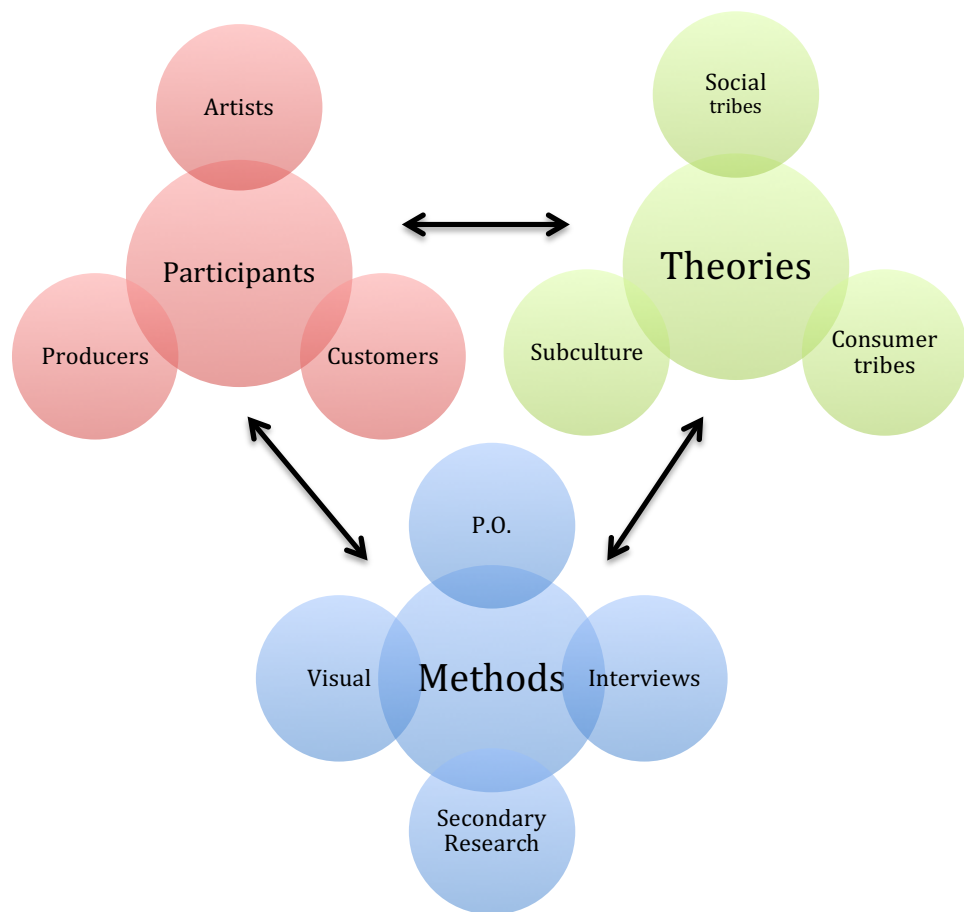 Artists
Participants
Producers
Customers
Social
tribes
Theories
Subculture
Consumer
tribes
P.O.
Visual
Methods
Interviews
Secondary
Research